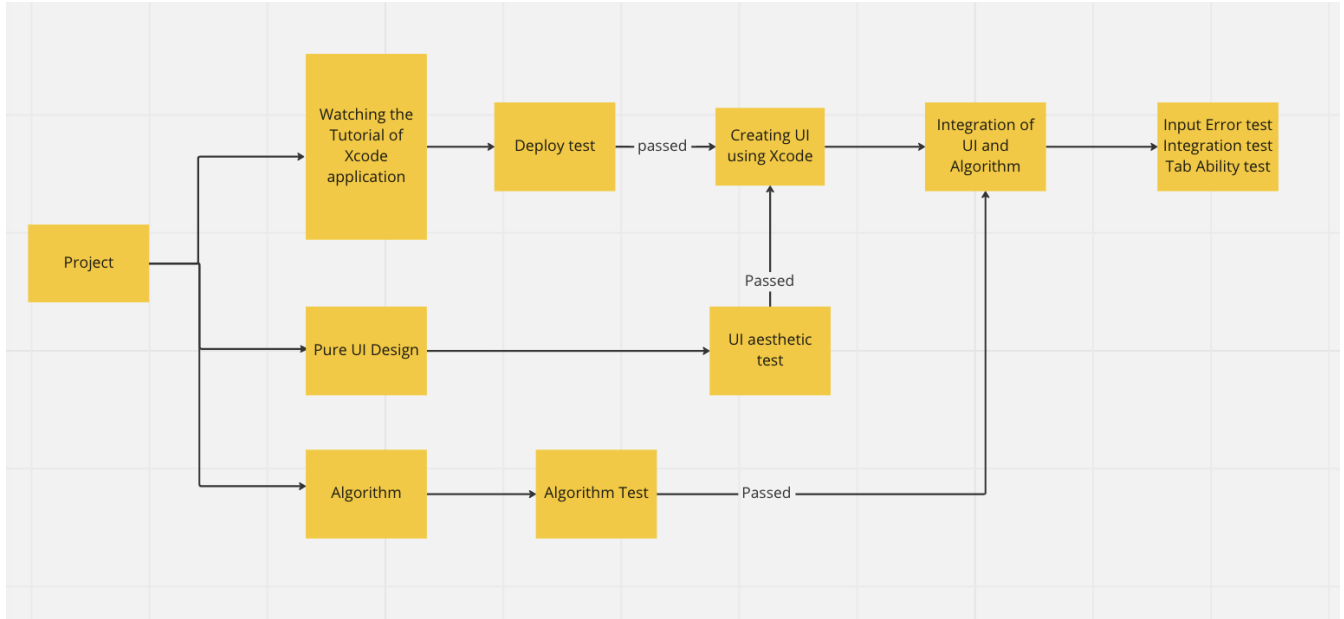 Watching the
Tutorial of
Xcode
application
Deploy test
passed
Creating UI
using Xcode
Integration of
UI and
Algorithm
Input Error test
Integration test
Tab Ability test
Project
Passed
Pure UI Design
UI aesthetic
test
Algorithm
Algorithm Test
Passed